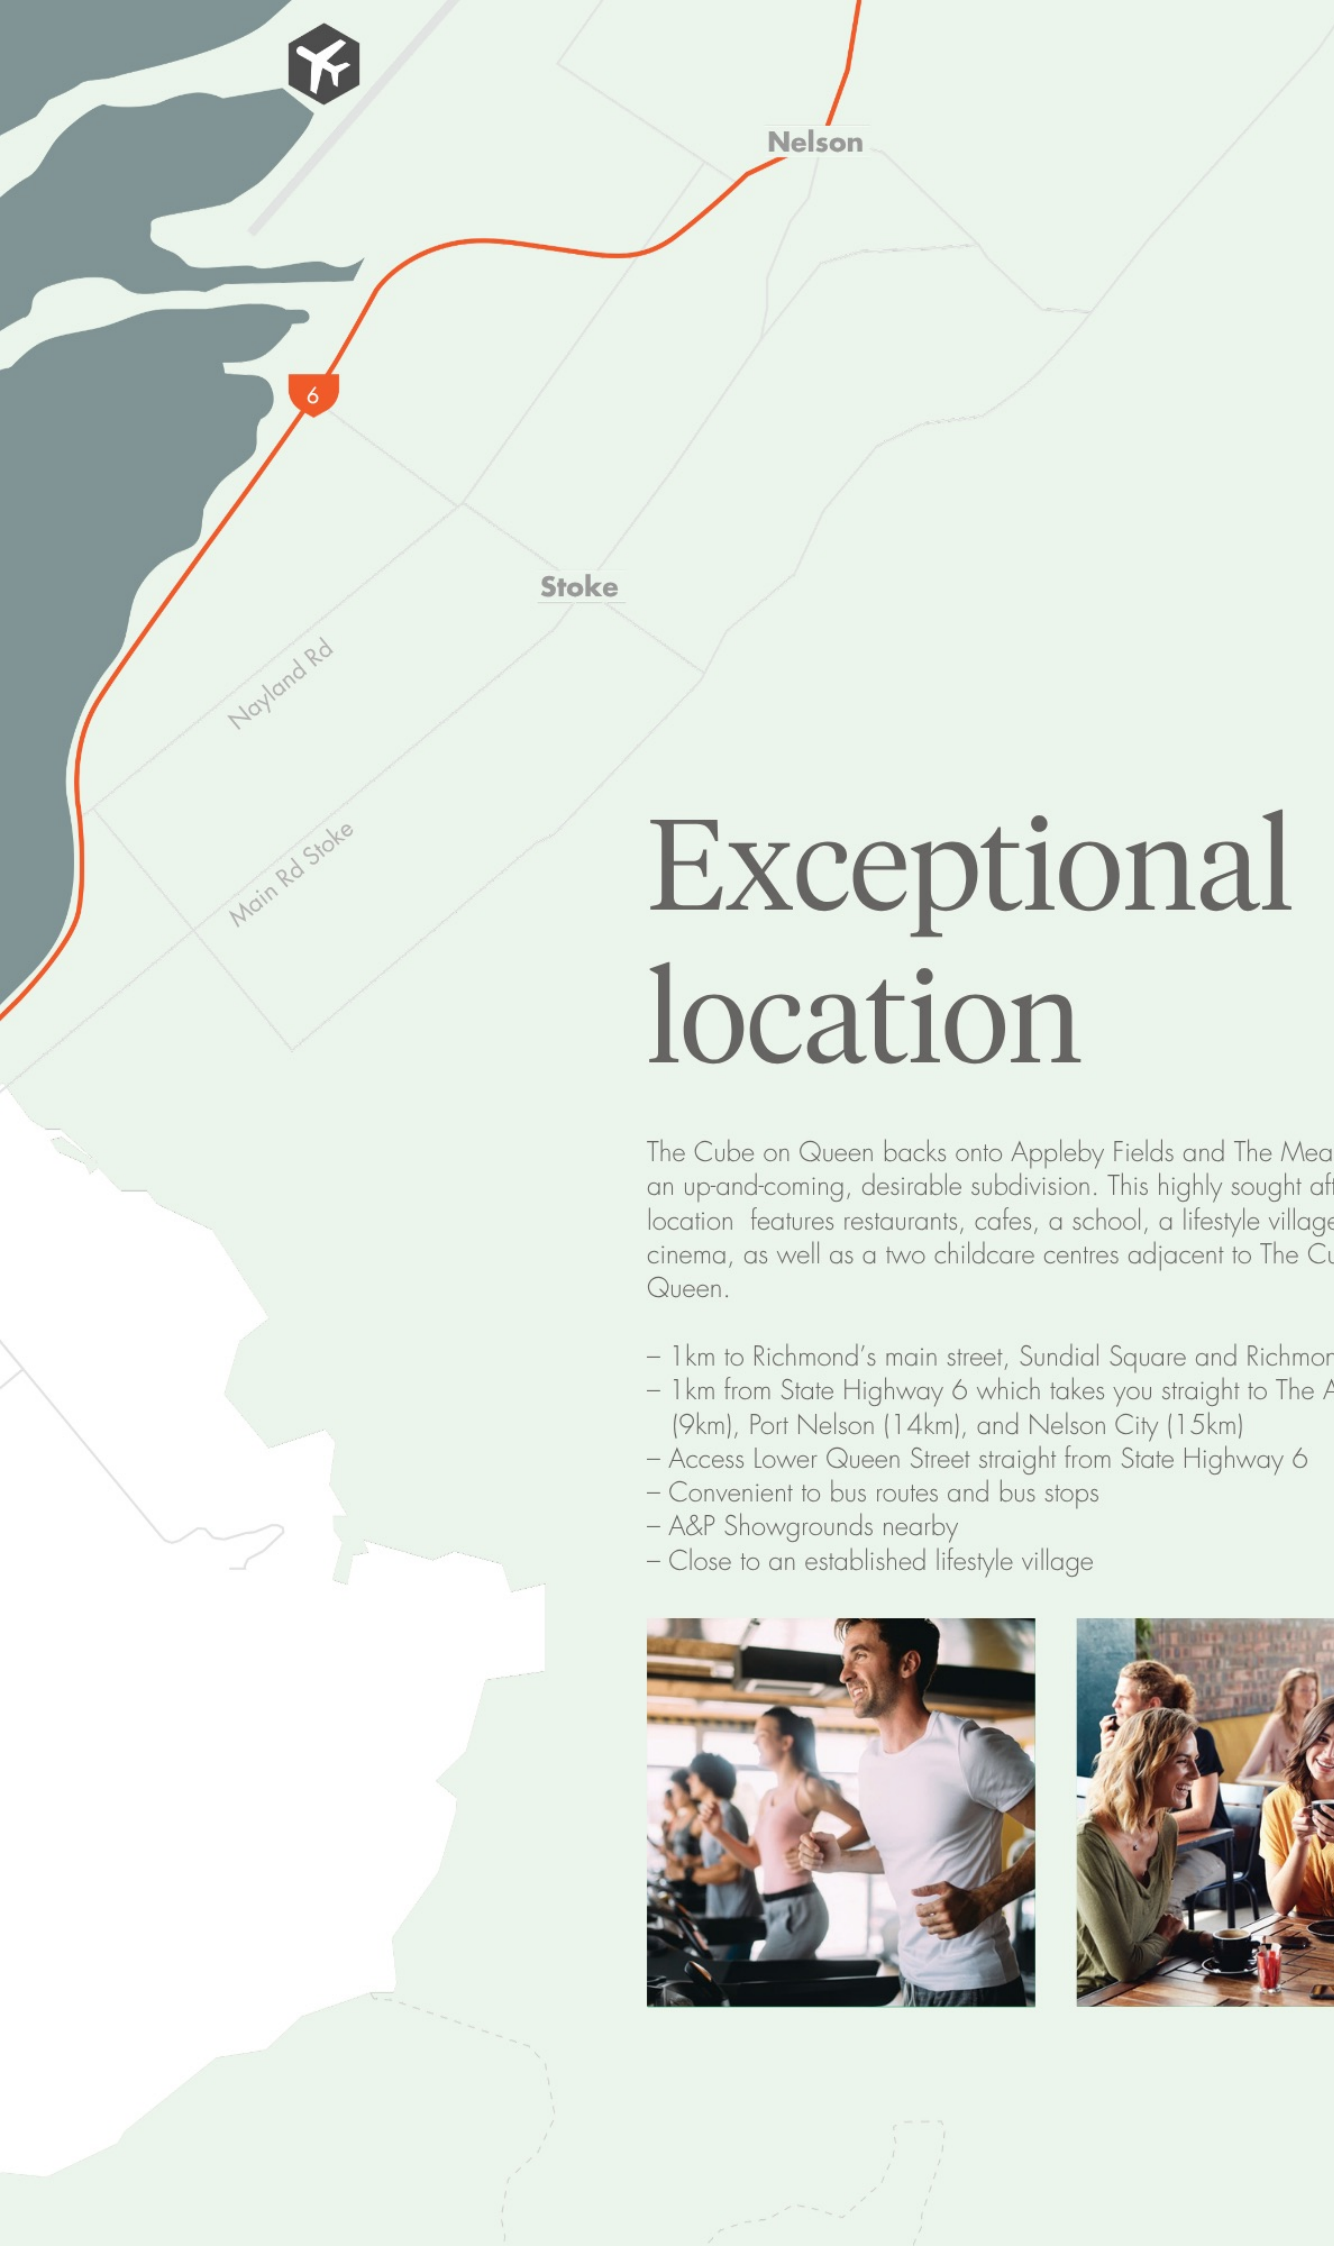 Nelson
6
Stoke
Nayland Rd
Main Rd Stoke
Exceptional
location
The Cube on Queen backs onto Appleby Fields and The
an up-and-coming, desirable subdivision. This highly sought
location features restaurants, cafes, a school, a lifestyle village
cinema, as well as a two childcare centres adjacent to The
Queen.
– 1km to Richmond's main street, Sundial Square and
– 1km from State Highway 6 which takes you straight to The
(9km), Port Nelson (14km), and Nelson City (15km)
– Access Lower Queen Street straight from State Highway 6
– Convenient to bus routes and bus stops
– A&P Showgrounds nearby
– Close to an established lifestyle village